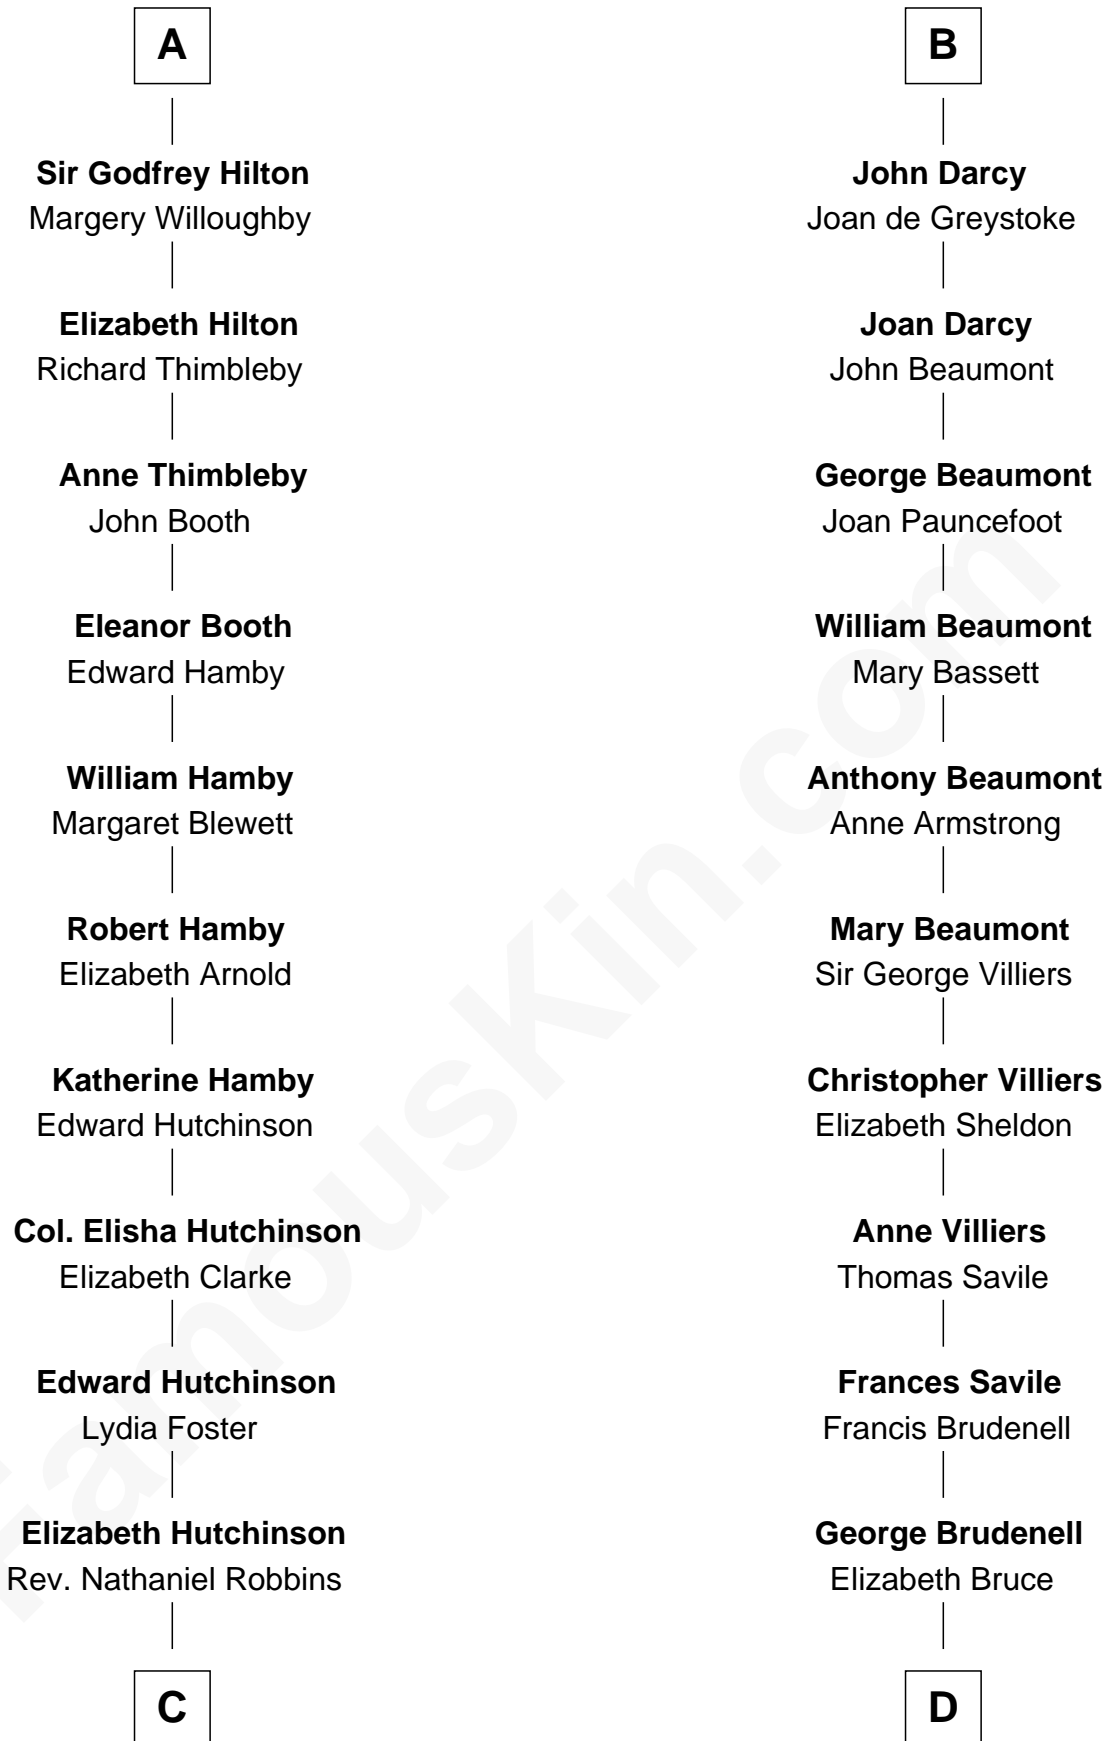 A
Sir Godfrey Hilton
Margery Willoughby
Elizabeth Hilton
Richard Thimbleby
Anne Thimbleby
John Booth
Eleanor Booth
Edward Hamby
William Hamby
Margaret Blewett
Robert Hamby
Elizabeth Arnold
Katherine Hamby
Edward Hutchinson
Col. Elisha Hutchinson
Elizabeth Clarke
Edward Hutchinson
Lydia Foster
Elizabeth Hutchinson
Rev. Nathaniel Robbins
C
B
John Darcy
Joan de Greystoke
Joan Darcy
John Beaumont
George Beaumont
Joan Pauncefoot
William Beaumont
Mary Bassett
Anthony Beaumont
Anne Armstrong
Mary Beaumont
Sir George Villiers
Christopher Villiers
Elizabeth Sheldon
Anne Villiers
Thomas Savile
Frances Savile
Francis Brudenell
George Brudenell
Elizabeth Bruce
D
FamousKin.com